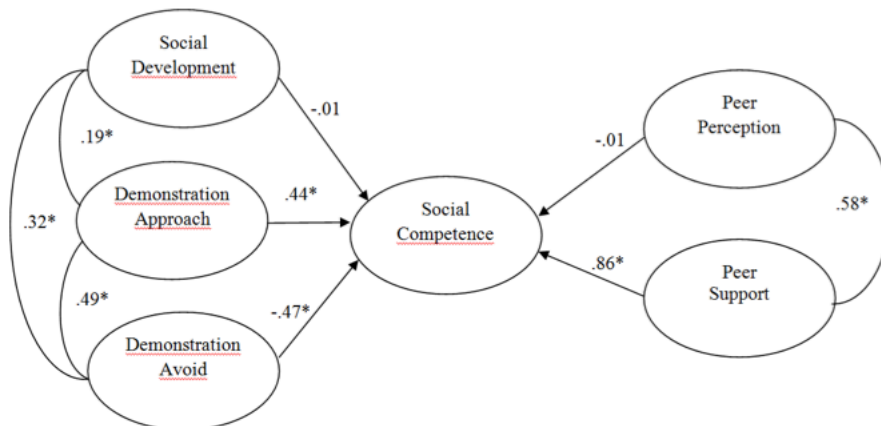 Social
Development
-.01
.19*
Demonstration
Approach
.44*
.32*
.49*
-.47*
Demonstration
Avoid
Social
Competence
Peer
Perception
-.01
.58*
.86*
Peer
Support